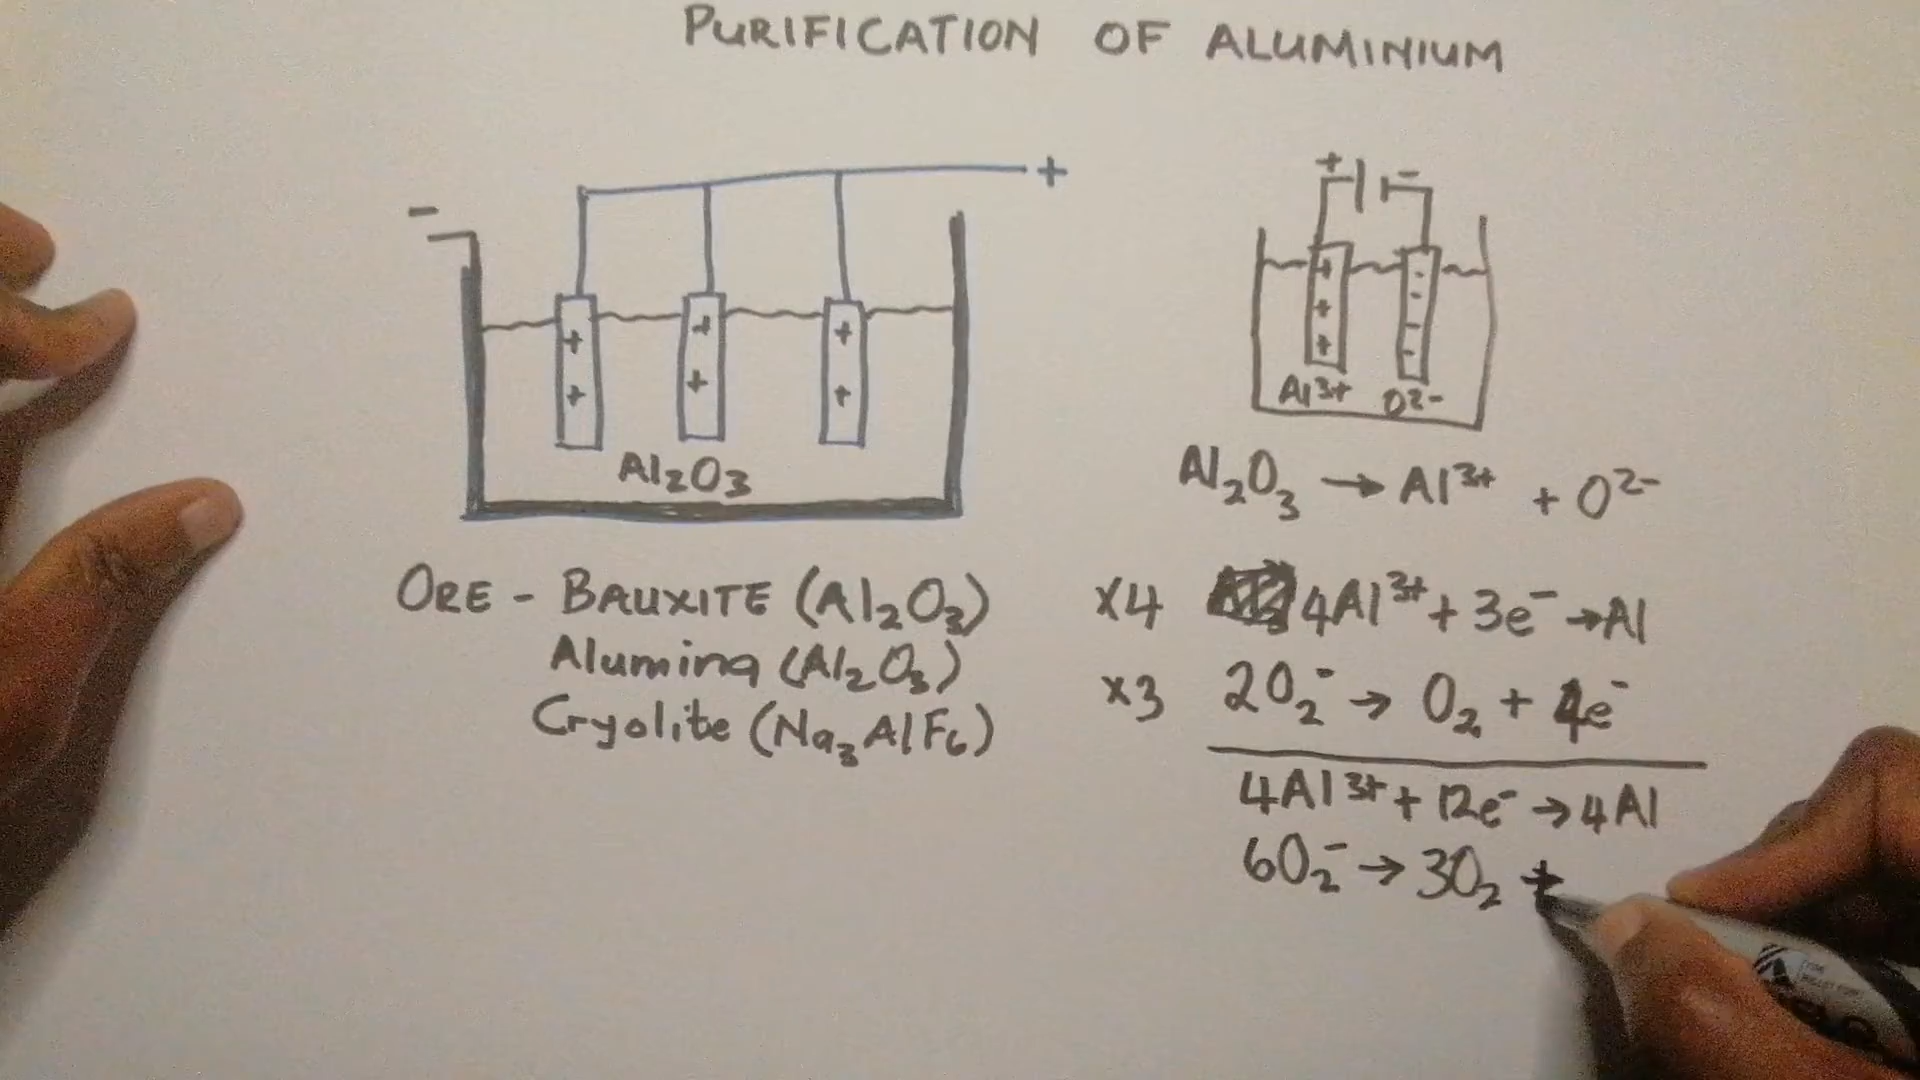 PURIFICATION OF ALUMINIUM
- +
+ + +
+ + +
Al₂O₃
+ -
+ -
+ -
+ -
-
Al³⁺ O²⁻
Al₂O₃ → Al³⁺ + O²⁻
ORE - BAUXITE (Al₂O₃)
Alumina (Al₂O₃)
Cryolite (Na₃AlF₆)
x4 4Al³⁺ + 3e⁻ → Al
x3 2O₂⁻ → O₂ + 4e⁻
4Al³⁺ + 12e⁻ → 4Al
6O₂⁻ → 3O₂ +